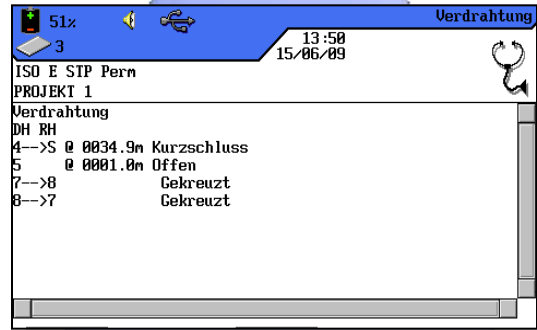 51% Verdrahtung
3 13:50
15/06/09
ISO E STP Perm
PROJEKT 1
Verdrahtung
DH RH
4-->S @ 0034.9m Kurzschluss
5 @ 0001.0m Offen
7-->8 Gekreuzt
8-->7 Gekreuzt